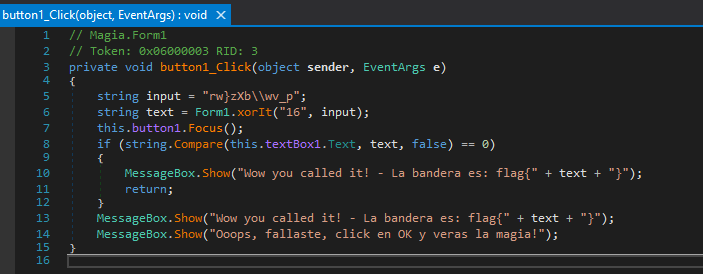 button1_Click(object, EventArgs) : void X
1 // Magia.Form1
2 // Token: 0x06000003 RID: 3
3 private void button1_Click(object sender, EventArgs e)
4 {
5 string input = "rw}zXb\\wv_p";
6 string text = Form1.xorIt("16", input);
7 this.button1.Focus();
8 if (string.Compare(this.textBox1.Text, text, false) == 0)
9 {
10 MessageBox.Show("Wow you called it! - La bandera es: flag{" + text + "}");
11 return;
12 }
13 MessageBox.Show("Wow you called it! - La bandera es: flag{" + text + "}");
14 MessageBox.Show("Ooops, fallaste, click en OK y veras la magia!");
15 }
16